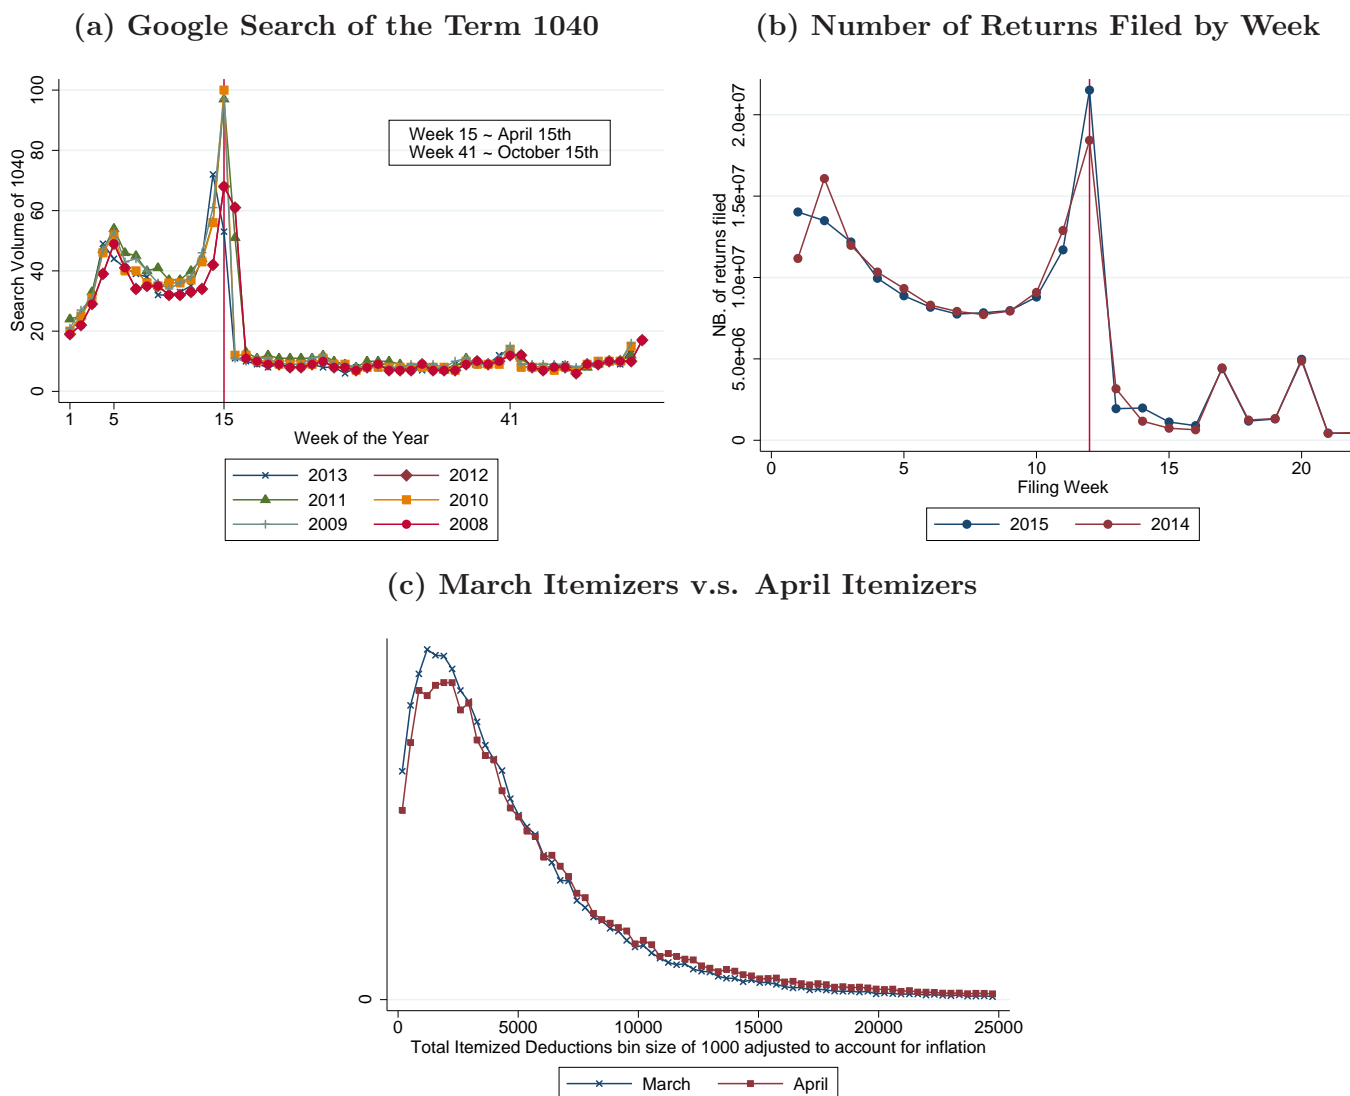 (a) Google Search of the Term 1040
Search Volume of 1040
100
80
60
40
20
0
Week 15 ~ April 15th
Week 41 ~ October 15th
1
5
15
41
Week of the Year
2013
2012
2011
2010
2009
2008
(b) Number of Returns Filed by Week
NB. of returns filed
2.0e+07
1.5e+07
1.0e+07
5.0e+06
0
0
5
10
15
20
Filing Week
2015
2014
(c) March Itemizers v.s. April Itemizers
0
0
5000
10000
15000
20000
25000
Total Itemized Deductions bin size of 1000 adjusted to account for inflation
March
April